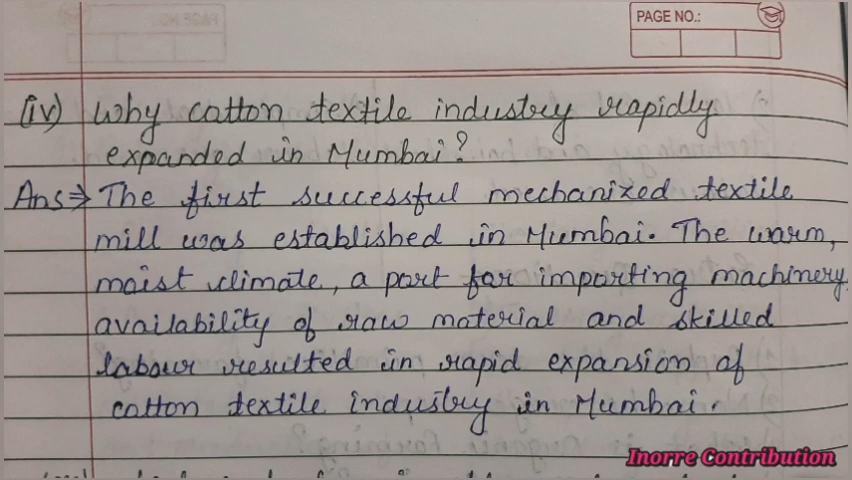 PAGE NO.:
(iv) Why cotton textile industry rapidly
expanded in Mumbai?
Ans⇒ The first successful mechanized textile
mill was established in Mumbai. The warm,
moist climate, a port for importing machinery,
availability of raw material and skilled
labour resulted in rapid expansion of
cotton textile industry in Mumbai.
Inorre Contribution